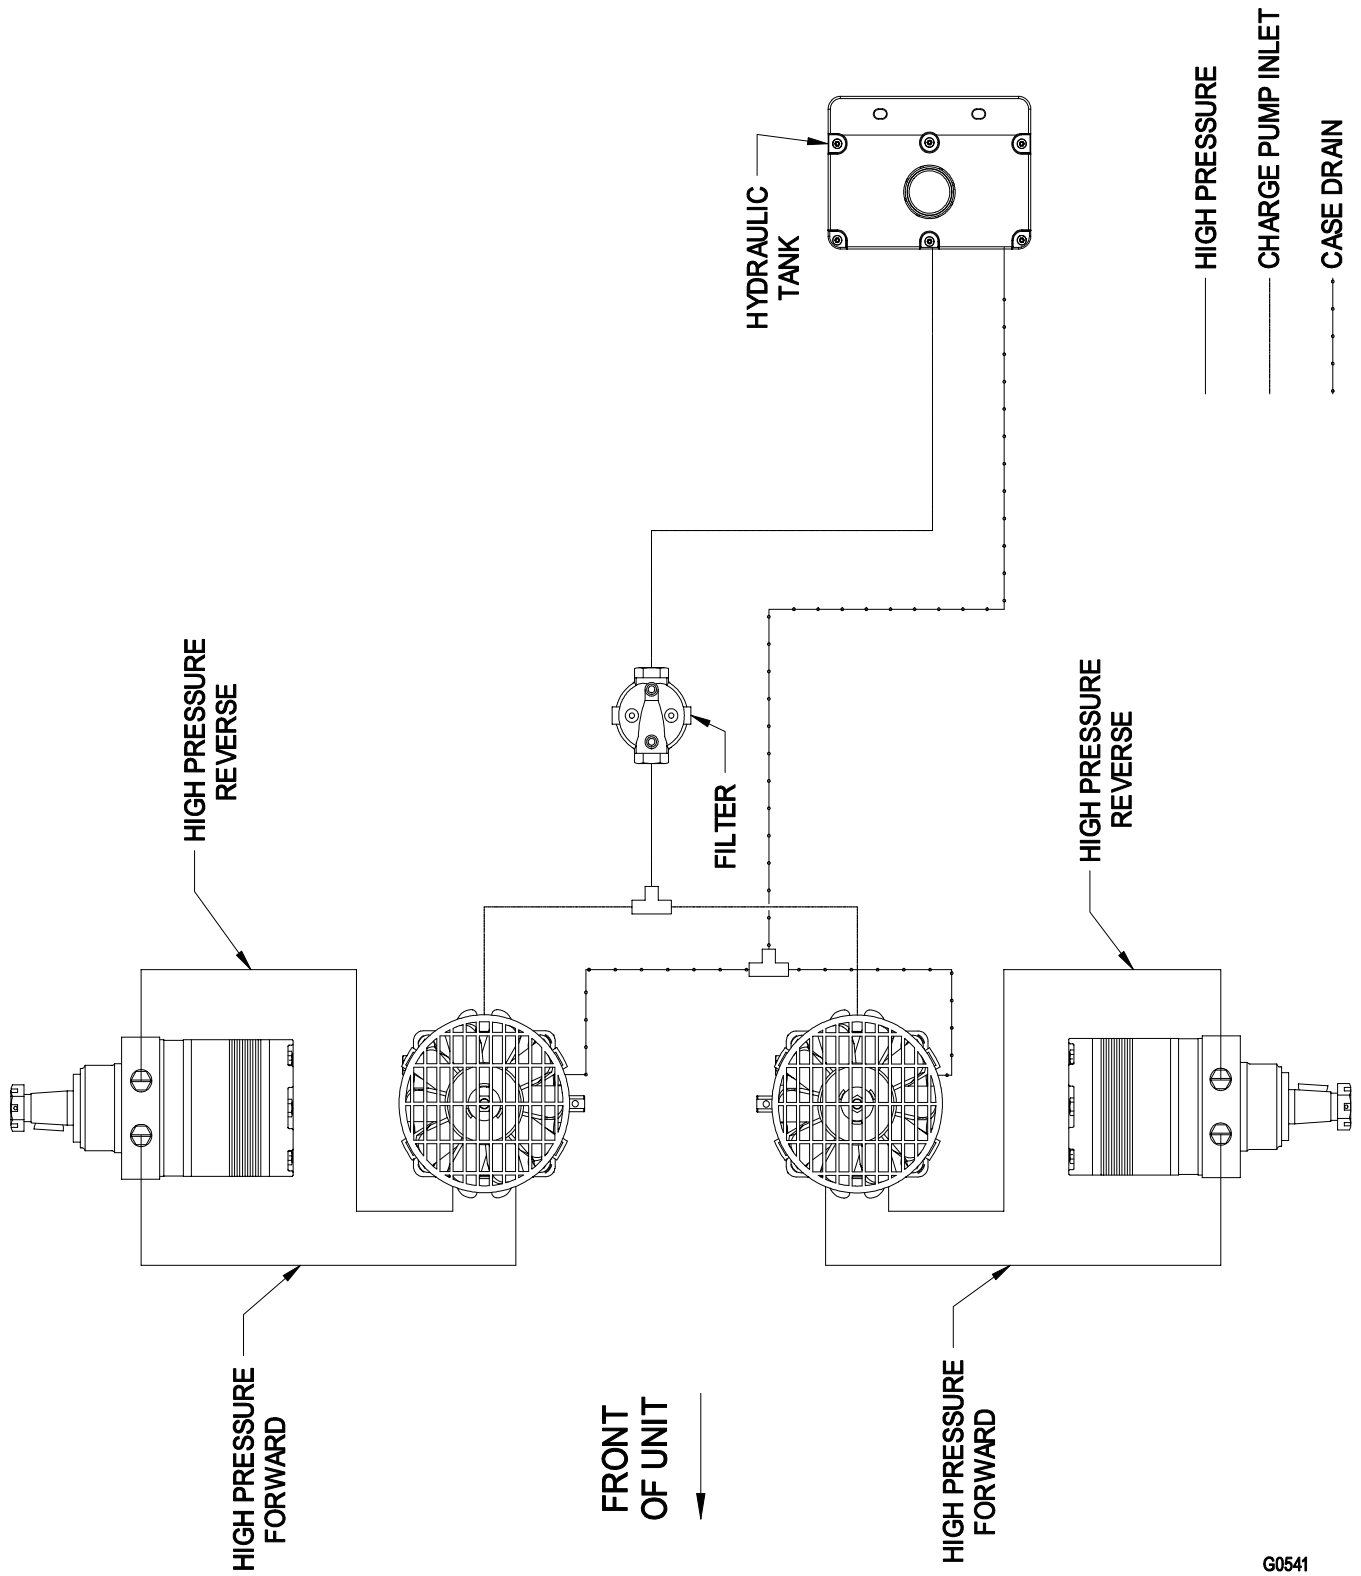 HYDRAULIC
TANK
HIGH PRESSURE
CHARGE PUMP INLET
CASE DRAIN
HIGH PRESSURE
REVERSE
FILTER
HIGH PRESSURE
REVERSE
HIGH PRESSURE
FORWARD
FRONT
OF UNIT
HIGH PRESSURE
FORWARD
G0541